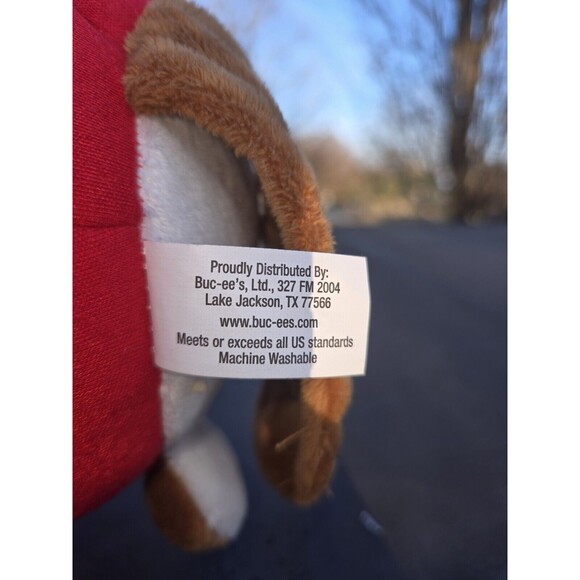 Proudly Distributed By:
Buc-ee's, Ltd., 327 FM 2004
Lake Jackson, TX 77566
www.buc-ees.com
Meets or exceeds all US standards
Machine Washable